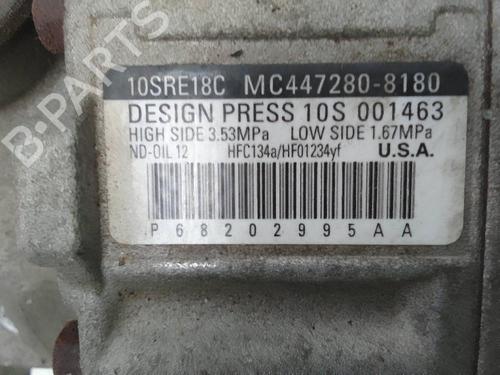 10SRE18C MC447280-8180
DESIGN PRESS 10S 001463
HIGH SIDE 3.53MPa LOW SIDE 1.67MPa
ND-OIL 12 HFC134a/HFO1234yf U.S.A.
P68202995AA
B-PARTS